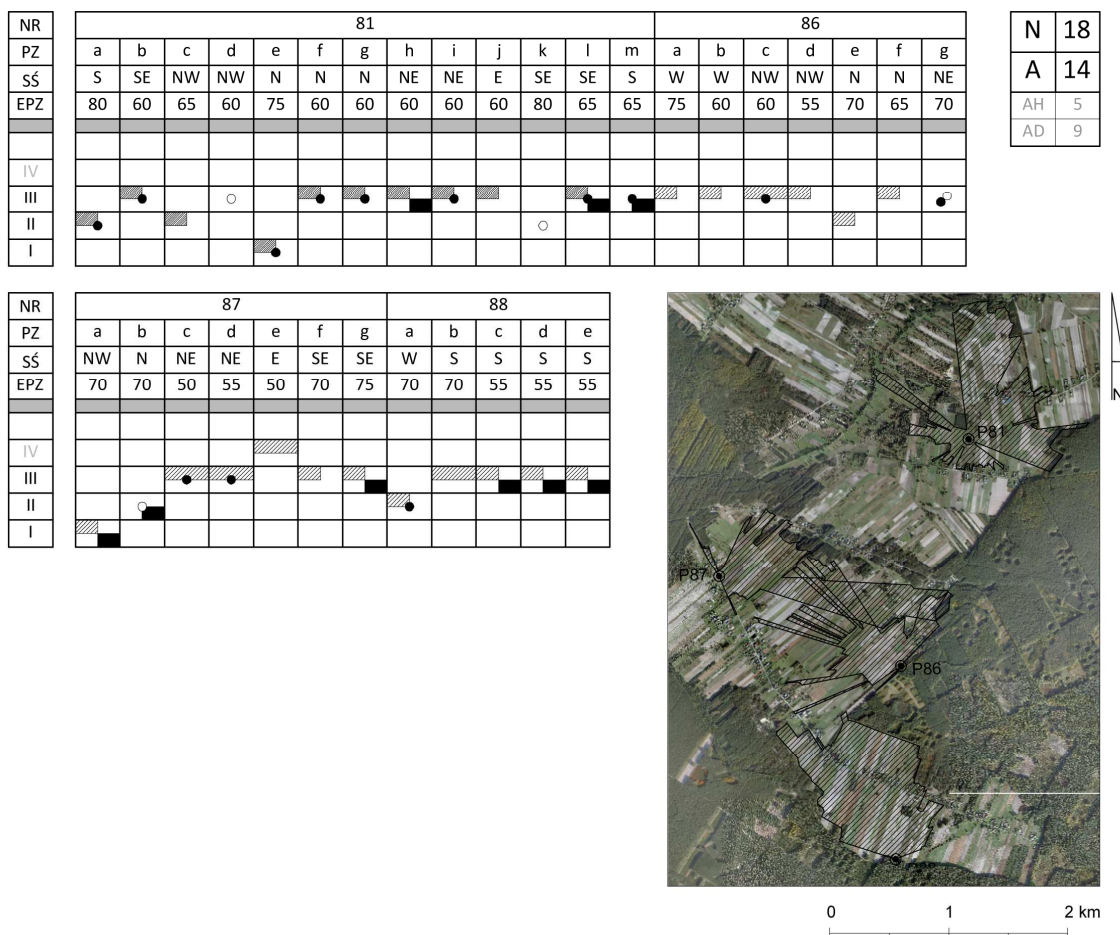 NR 81 86
PZ a b c d e f g h i j k l m a b c d e f g
SŚ S SE NW NW N N N NE NE E SE SE S W W NW NW N N NE
EPZ 80 60 65 60 75 60 60 60 60 60 80 65 65 75 60 60 55 70 65 70
IV
III
II
I
N 18
A 14
AH 5
AD 9
NR 87 88
PZ a b c d e f g a b c d e
SŚ NW N NE NE E SE SE W S S S S
EPZ 70 70 50 55 50 70 75 70 70 55 55 55
IV
III
II
I
P81
N
P87
P86
0 1 2 km